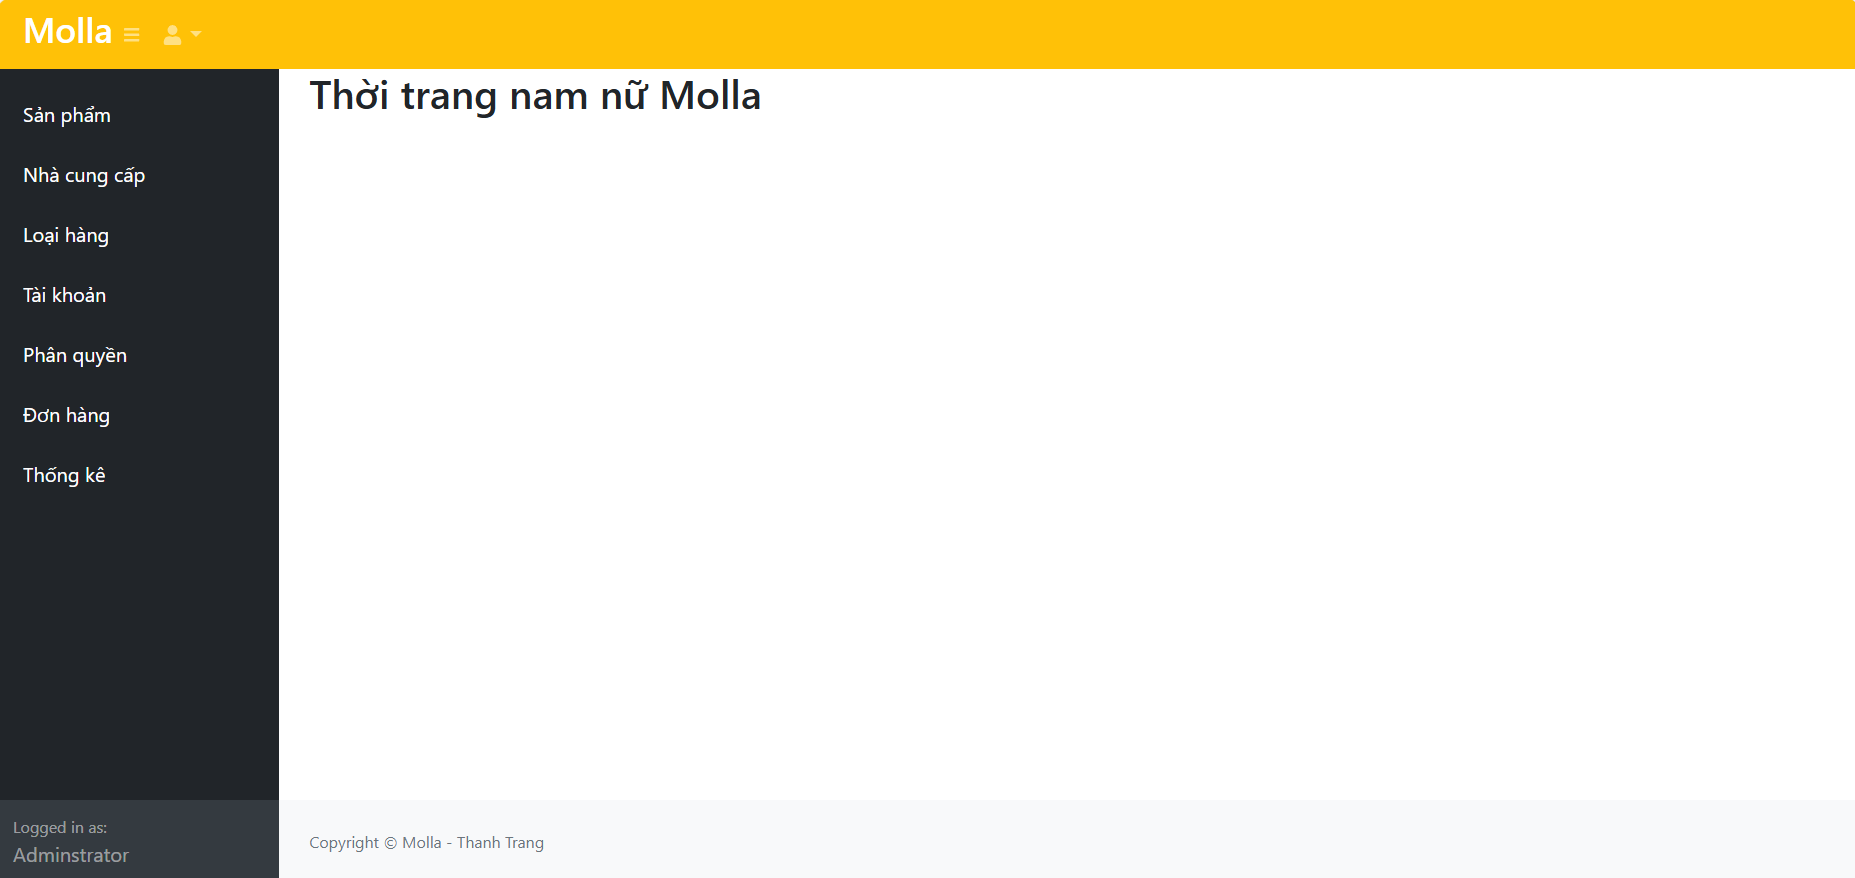 Molla
Thời trang nam nữ Molla
Sản phẩm
Nhà cung cấp
Loại hàng
Tài khoản
Phân quyền
Đơn hàng
Thống kê
Logged in as:
Adminstrator
Copyright © Molla - Thanh Trang